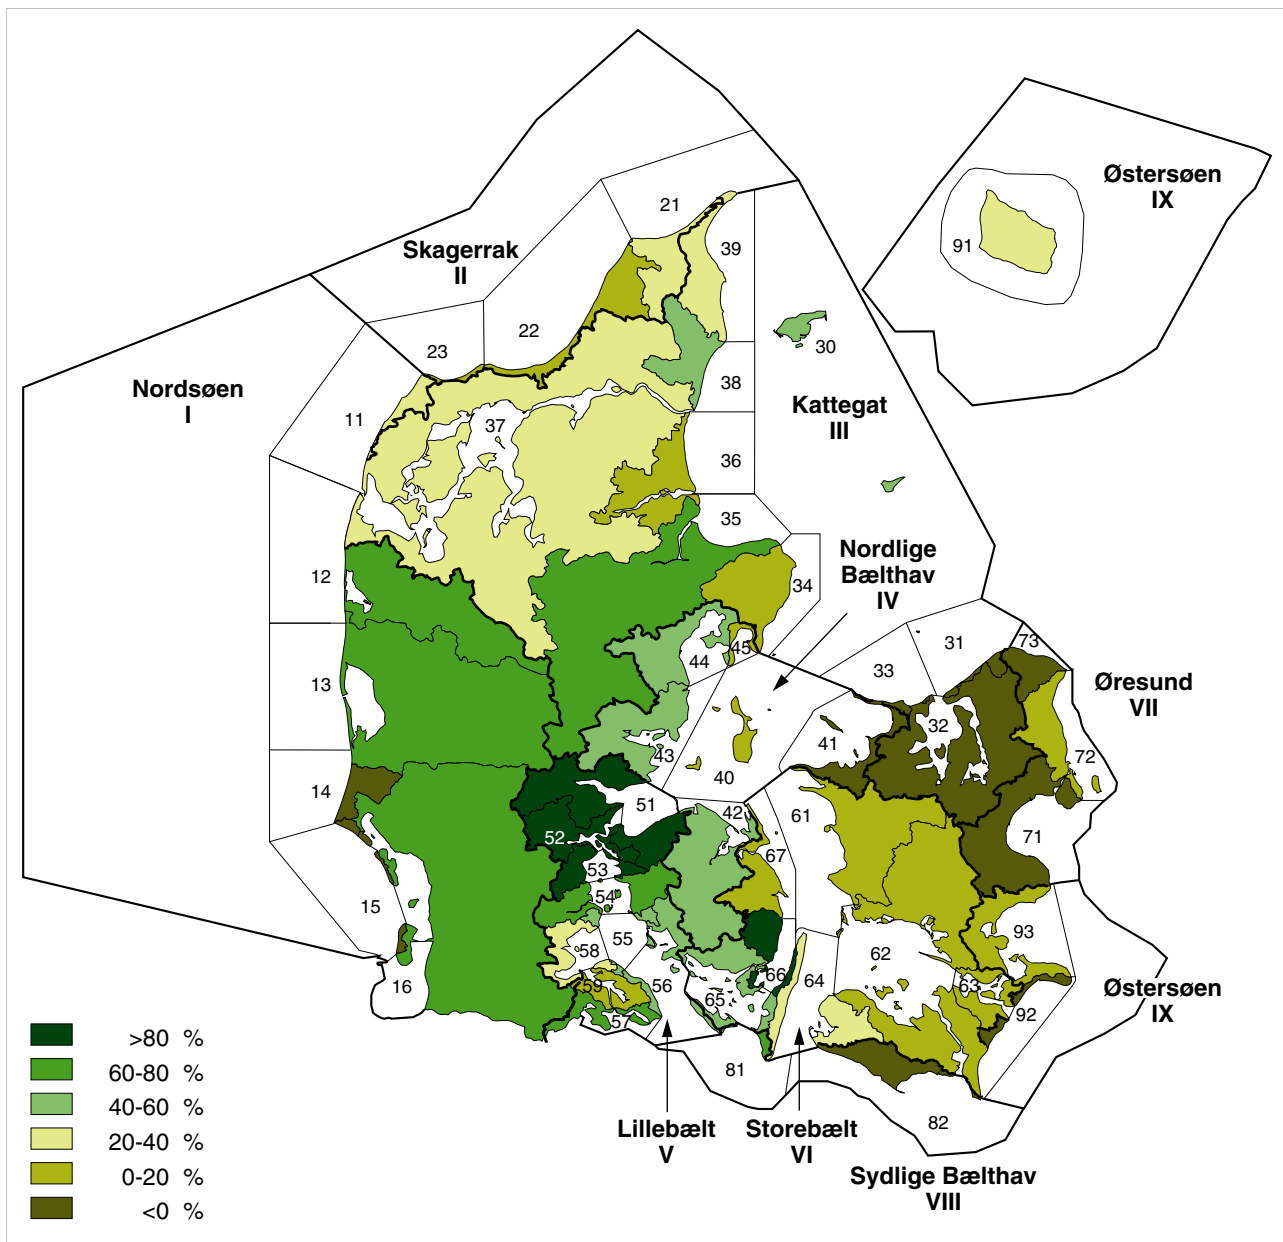 Østersøen
IX
91
21
39
Skagerrak
II
22
23
30
38
Nordsøen
I
11
37
Kattegat
III
36
35
Nordlige
Bælthav
IV
12
34
31
73
45
44
33
13
Øresund
VII
32
41
43
72
40
14
51
42
61
71
52
67
53
54
15
93
55
58
62
66
64
16
59
56
63
65
Østersøen
IX
57
92
81
82
>80 %
60-80 %
40-60 %
20-40 %
0-20 %
<0 %
Lillebælt
V
Storebælt
VI
Sydlige Bælthav
VIII